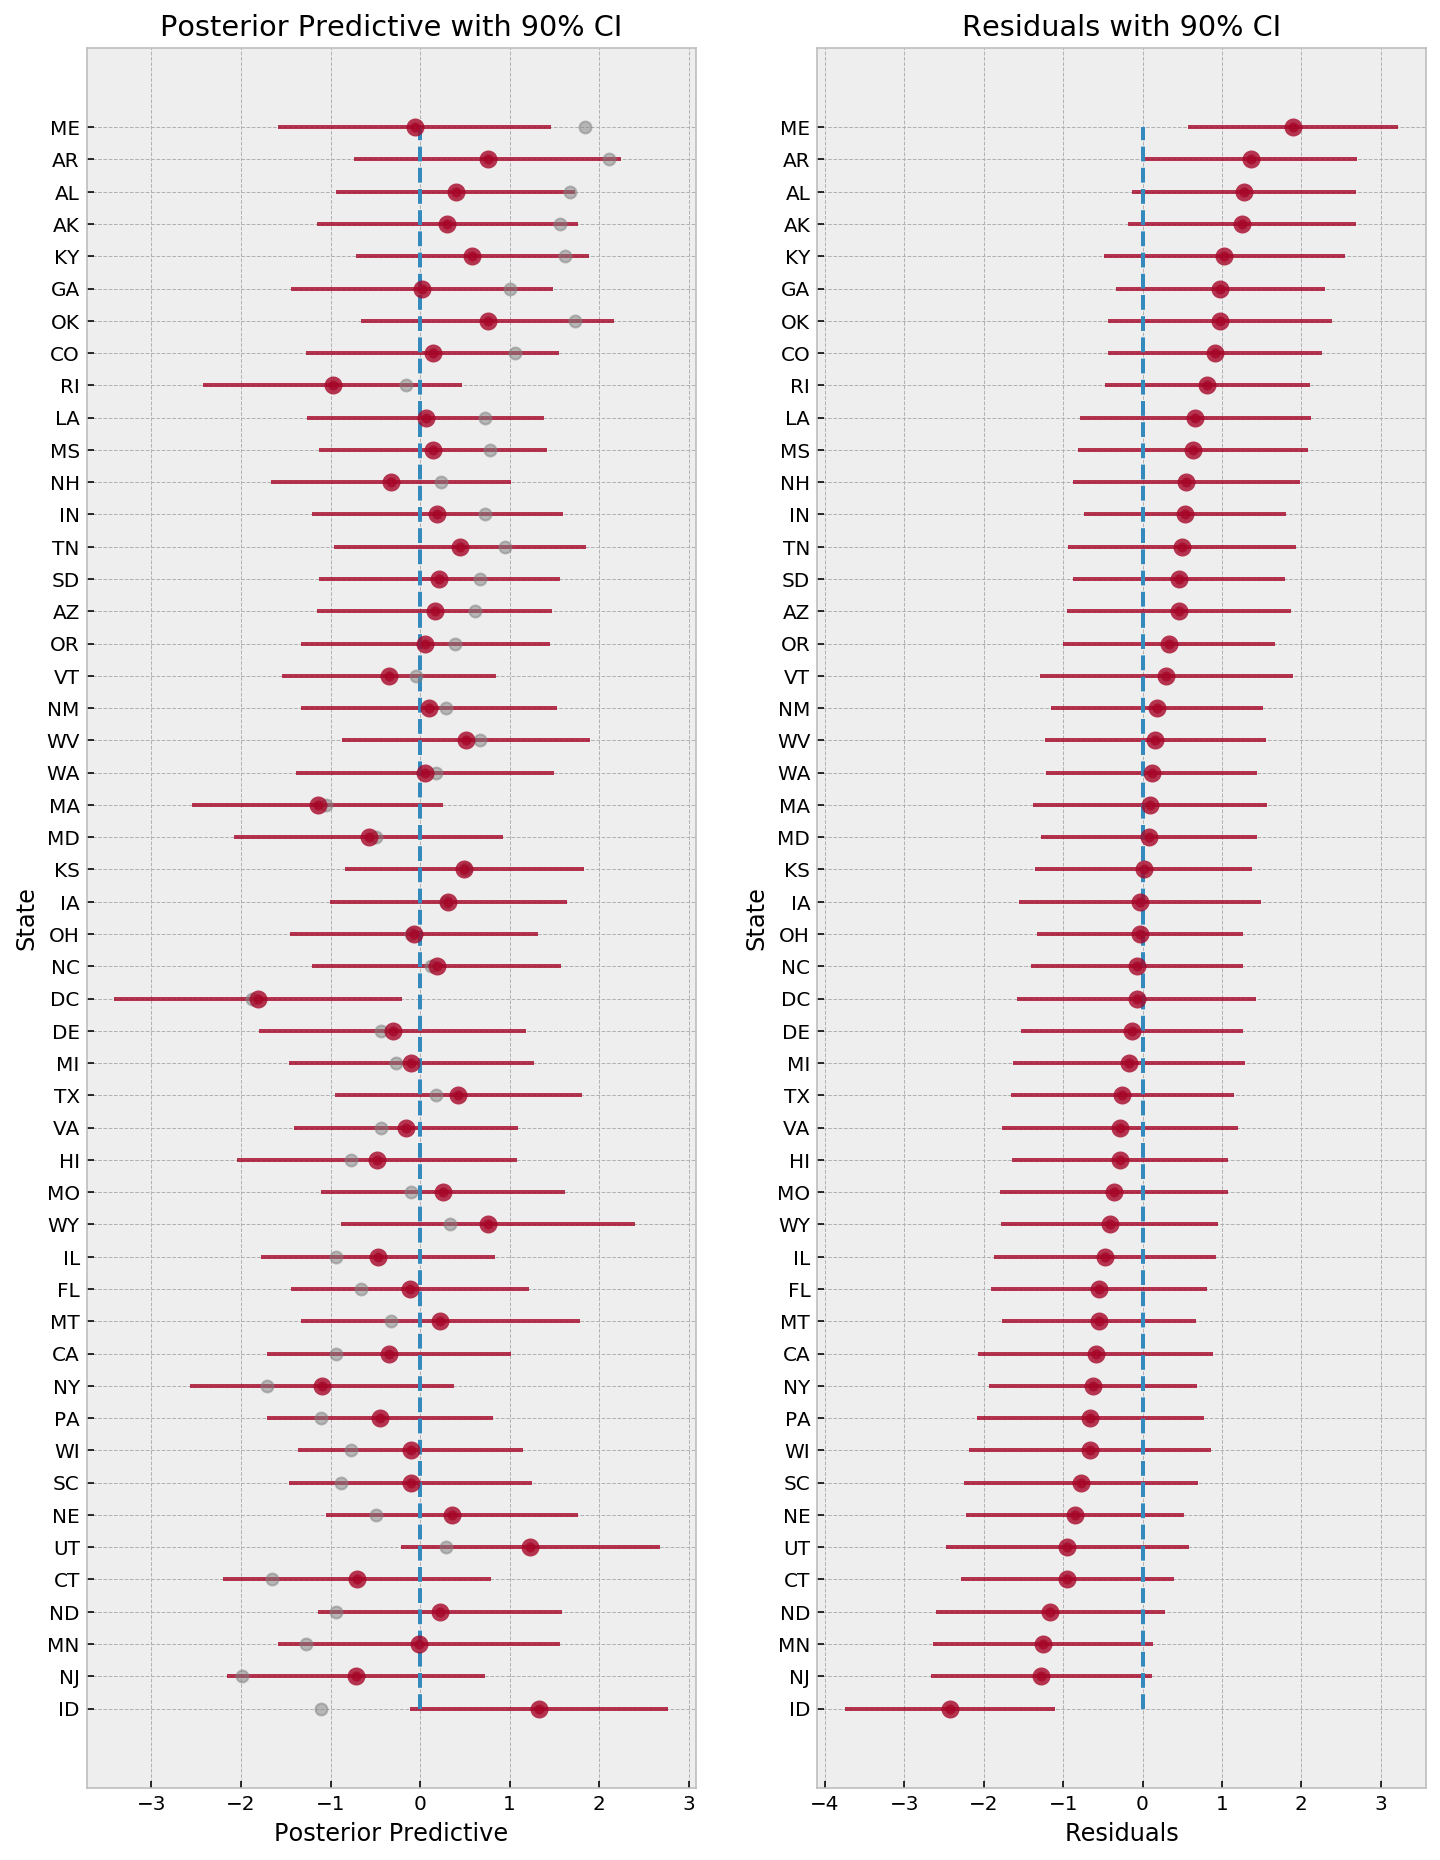 Posterior Predictive with 90% CI
ME
AR
AL
AK
KY
GA
OK
CO
RI
LA
MS
NH
IN
TN
SD
AZ
OR
VT
NM
WV
WA
MA
MD
KS
IA
OH
NC
DC
DE
MI
TX
VA
HI
MO
WY
IL
FL
MT
CA
NY
PA
WI
SC
NE
UT
CT
ND
MN
NJ
ID
State
−3 −2 −1 0 1 2 3
Posterior Predictive
Residuals with 90% CI
ME
AR
AL
AK
KY
GA
OK
CO
RI
LA
MS
NH
IN
TN
SD
AZ
OR
VT
NM
WV
WA
MA
MD
KS
IA
OH
NC
DC
DE
MI
TX
VA
HI
MO
WY
IL
FL
MT
CA
NY
PA
WI
SC
NE
UT
CT
ND
MN
NJ
ID
State
−4 −3 −2 −1 0 1 2 3
Residuals